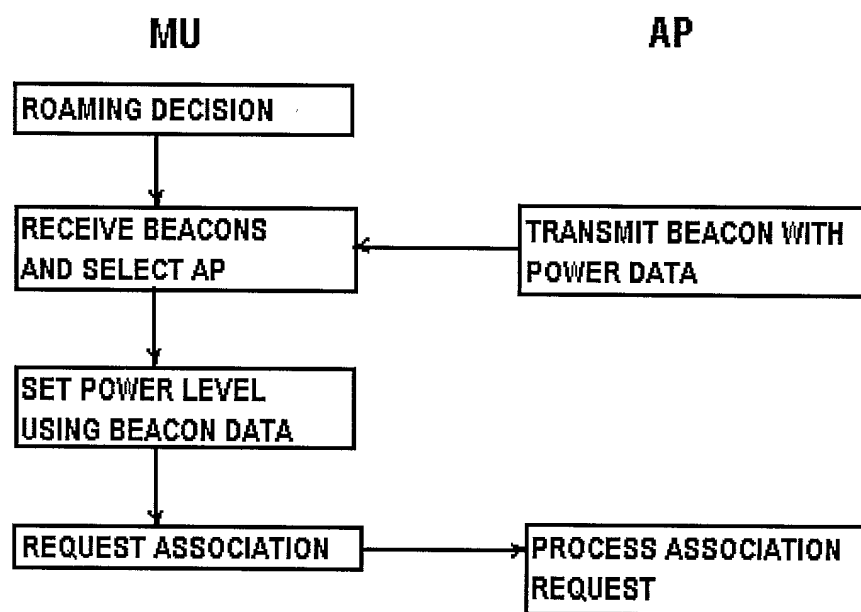 MU
AP
ROAMING DECISION
RECEIVE BEACONS
AND SELECT AP
TRANSMIT BEACON WITH
POWER DATA
SET POWER LEVEL
USING BEACON DATA
REQUEST ASSOCIATION
PROCESS ASSOCIATION
REQUEST